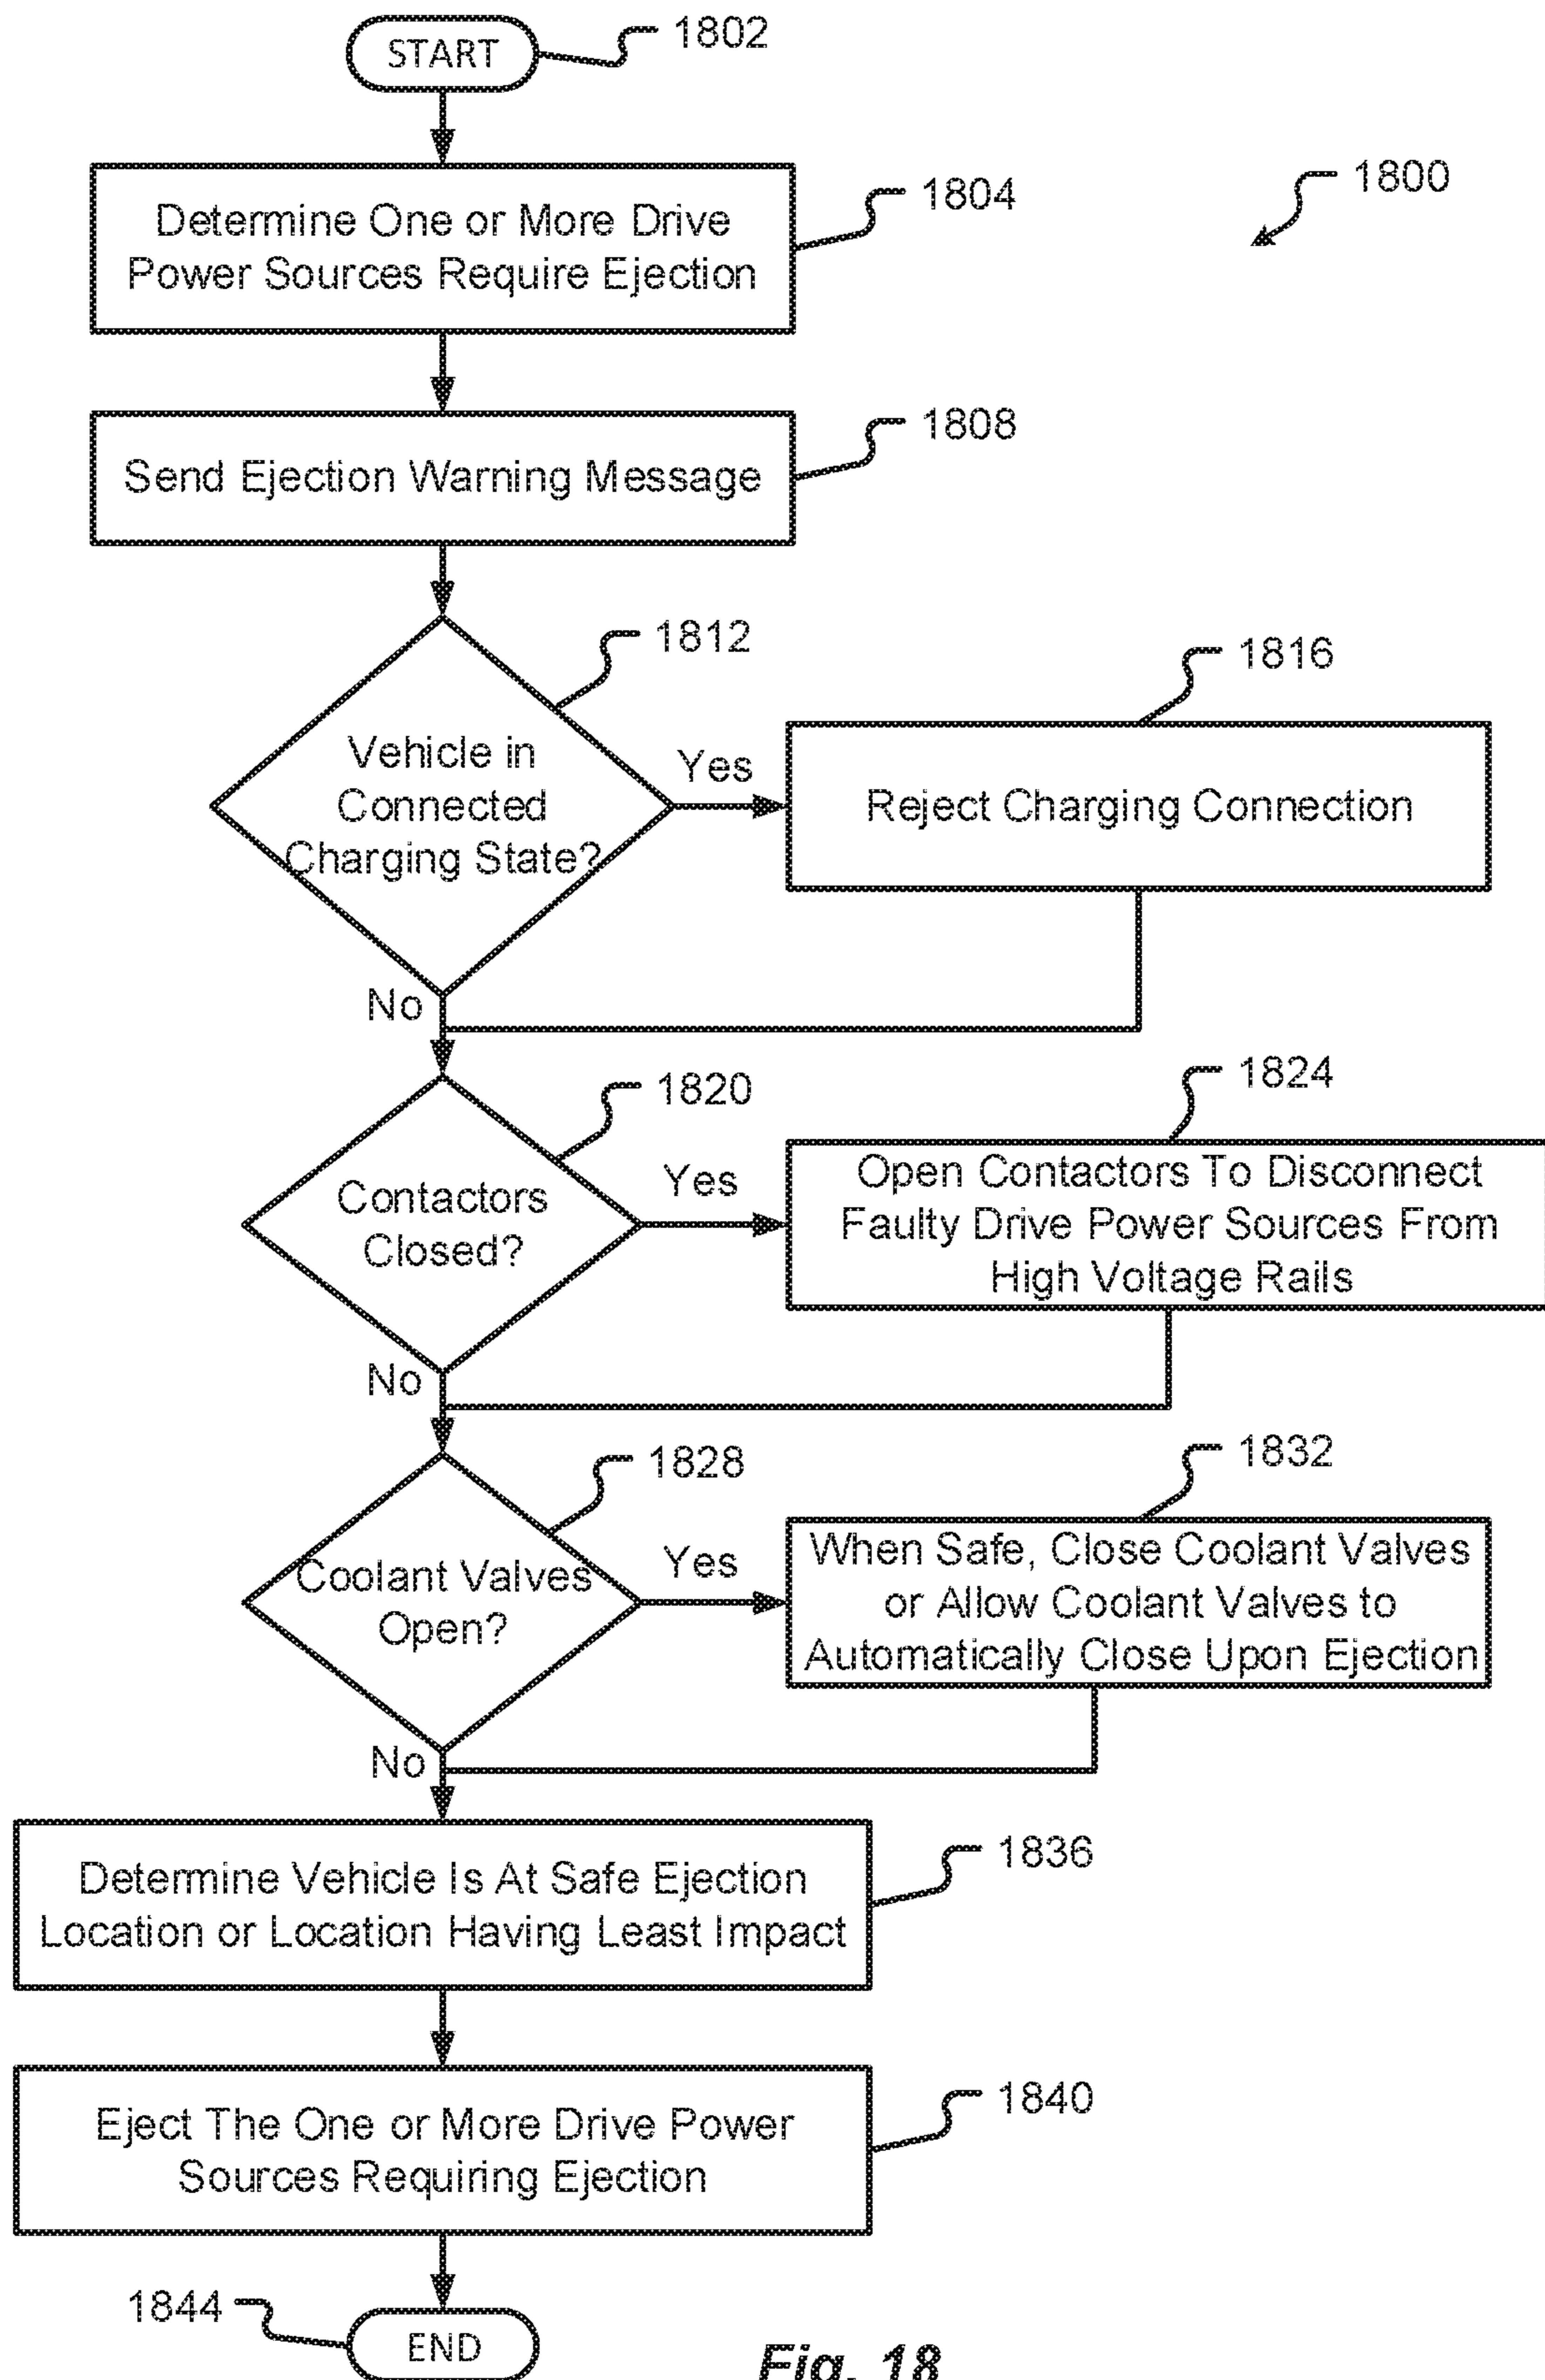 START
1802
1800
Determine One or More Drive
Power Sources Require Ejection
1804
Send Ejection Warning Message
1808
Vehicle in
Connected
Charging State?
1812
Yes
No
Reject Charging Connection
1816
Contactors
Closed?
1820
Yes
No
Open Contactors To Disconnect
Faulty Drive Power Sources From
High Voltage Rails
1824
Coolant Valves
Open?
1828
Yes
No
When Safe, Close Coolant Valves
or Allow Coolant Valves to
Automatically Close Upon Ejection
1832
Determine Vehicle Is At Safe Ejection
Location or Location Having Least Impact
1836
Eject The One or More Drive Power
Sources Requiring Ejection
1840
1844
END
Fig. 18